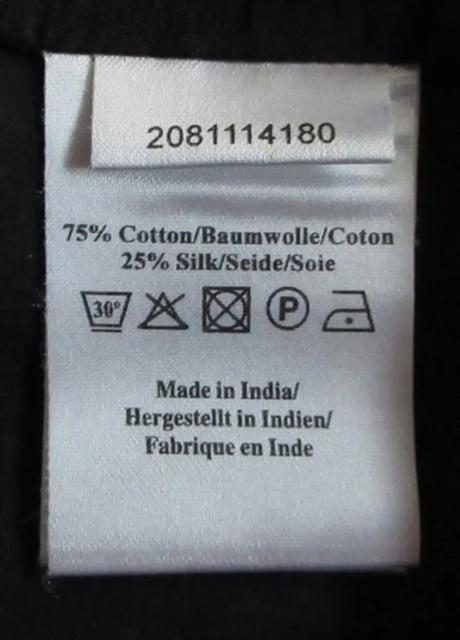 2081114180
75% Cotton/Baumwolle/Coton
25% Silk/Seide/Soie
30° P
Made in India/
Hergestellt in Indien/
Fabrique en Inde